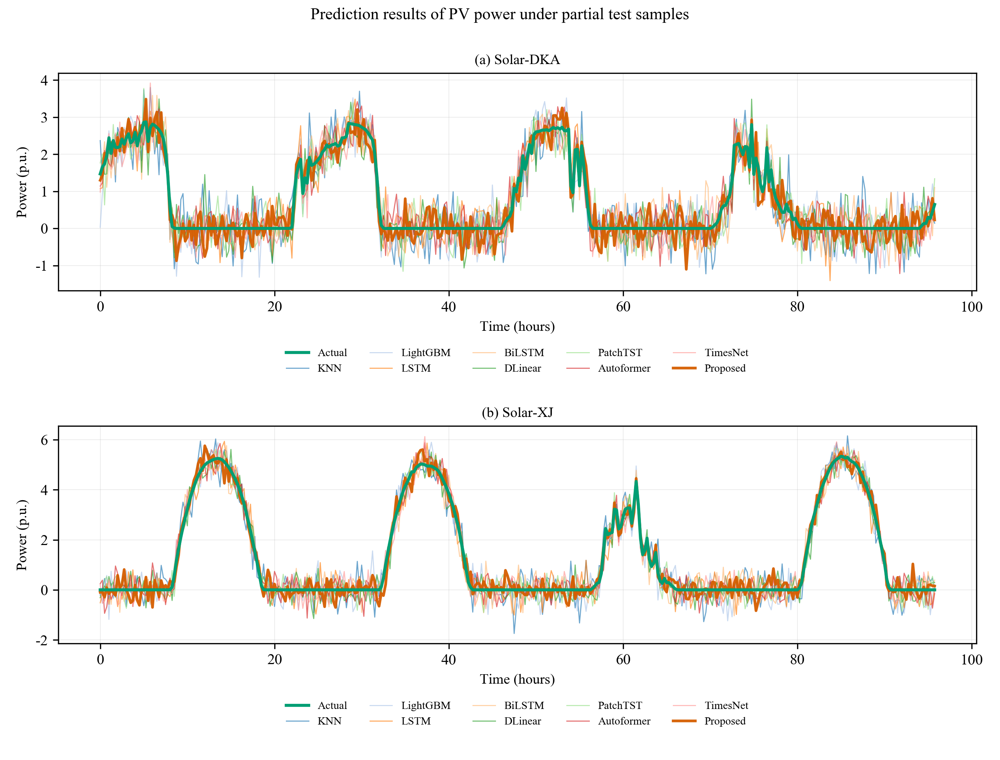 Prediction results of PV power under partial test samples
(a) Solar-DKA
Power (p.u.)
4
3
2
1
0
-1
0 20 40 60 80 100
Time (hours)
Actual LightGBM BiLSTM PatchTST TimesNet
KNN LSTM DLinear Autoformer Proposed
(b) Solar-XJ
Power (p.u.)
6
4
2
0
-2
0 20 40 60 80 100
Time (hours)
Actual LightGBM BiLSTM PatchTST TimesNet
KNN LSTM DLinear Autoformer Proposed